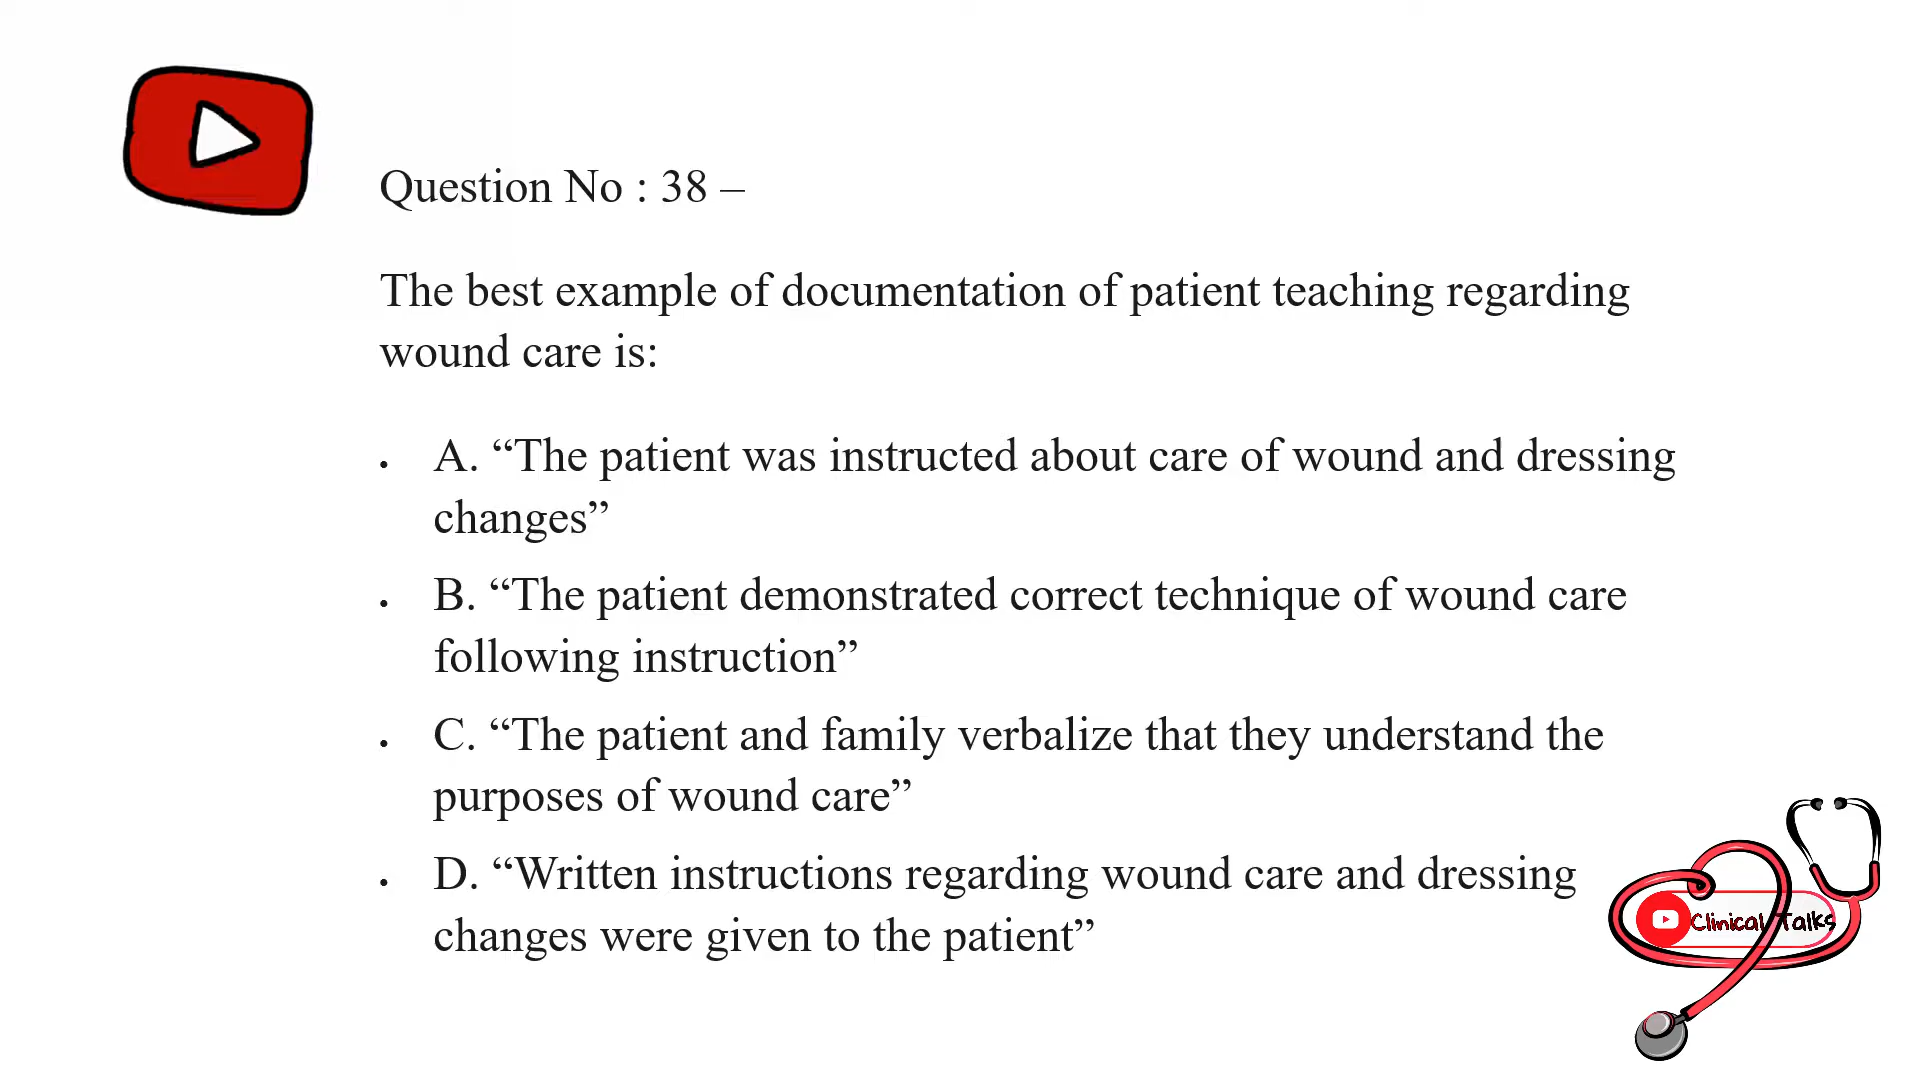 Question No : 38 –
The best example of documentation of patient teaching regarding
wound care is:
• A. “The patient was instructed about care of wound and dressing
changes”
• B. “The patient demonstrated correct technique of wound care
following instruction”
• C. “The patient and family verbalize that they understand the
purposes of wound care”
• D. “Written instructions regarding wound care and dressing
changes were given to the patient”
Clinical Talks